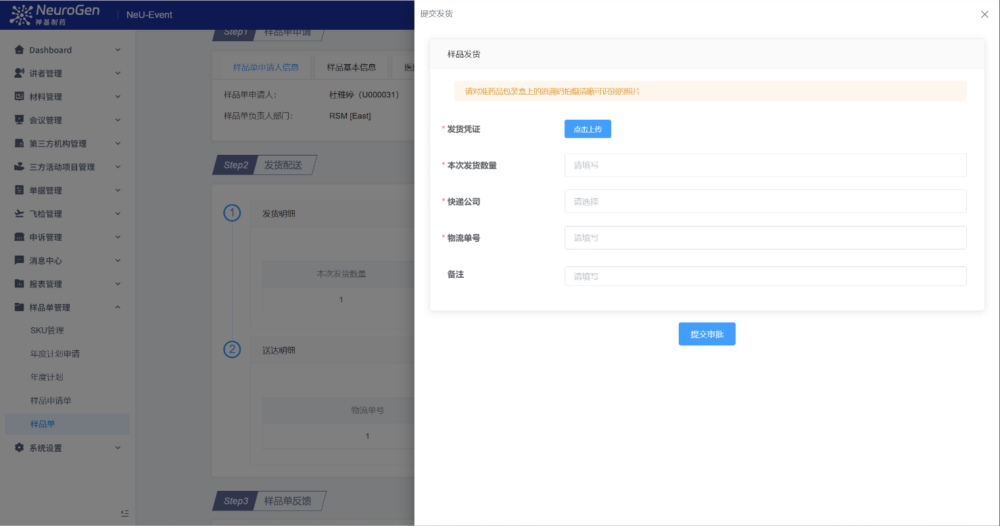 NeuroGen
神基制药
NeU-Event
Dashboard
讲者管理
材料管理
会议管理
第三方机构管理
三方活动项目管理
单据管理
飞检管理
申诉管理
消息中心
报表管理
样品单管理
SKU管理
年度计划申请
年度计划
样品申请单
样品单
系统设置
Step1 样品单申请
样品单申请人信息 样品基本信息
样品单申请人: 杜雅婷（U000031）
样品单负责人部门: RSM [East]
Step2 发货配送
1 发货明细
本次发货数量
1
2 送达明细
物流单号
1
Step3 样品单反馈
提交发货
样品发货
请对准药品包装盒上的追溯码拍摄清晰可识别的照片
* 发货凭证 点击上传
* 本次发货数量 请填写
* 快递公司 请选择
* 物流单号 请填写
备注 请填写
提交审批